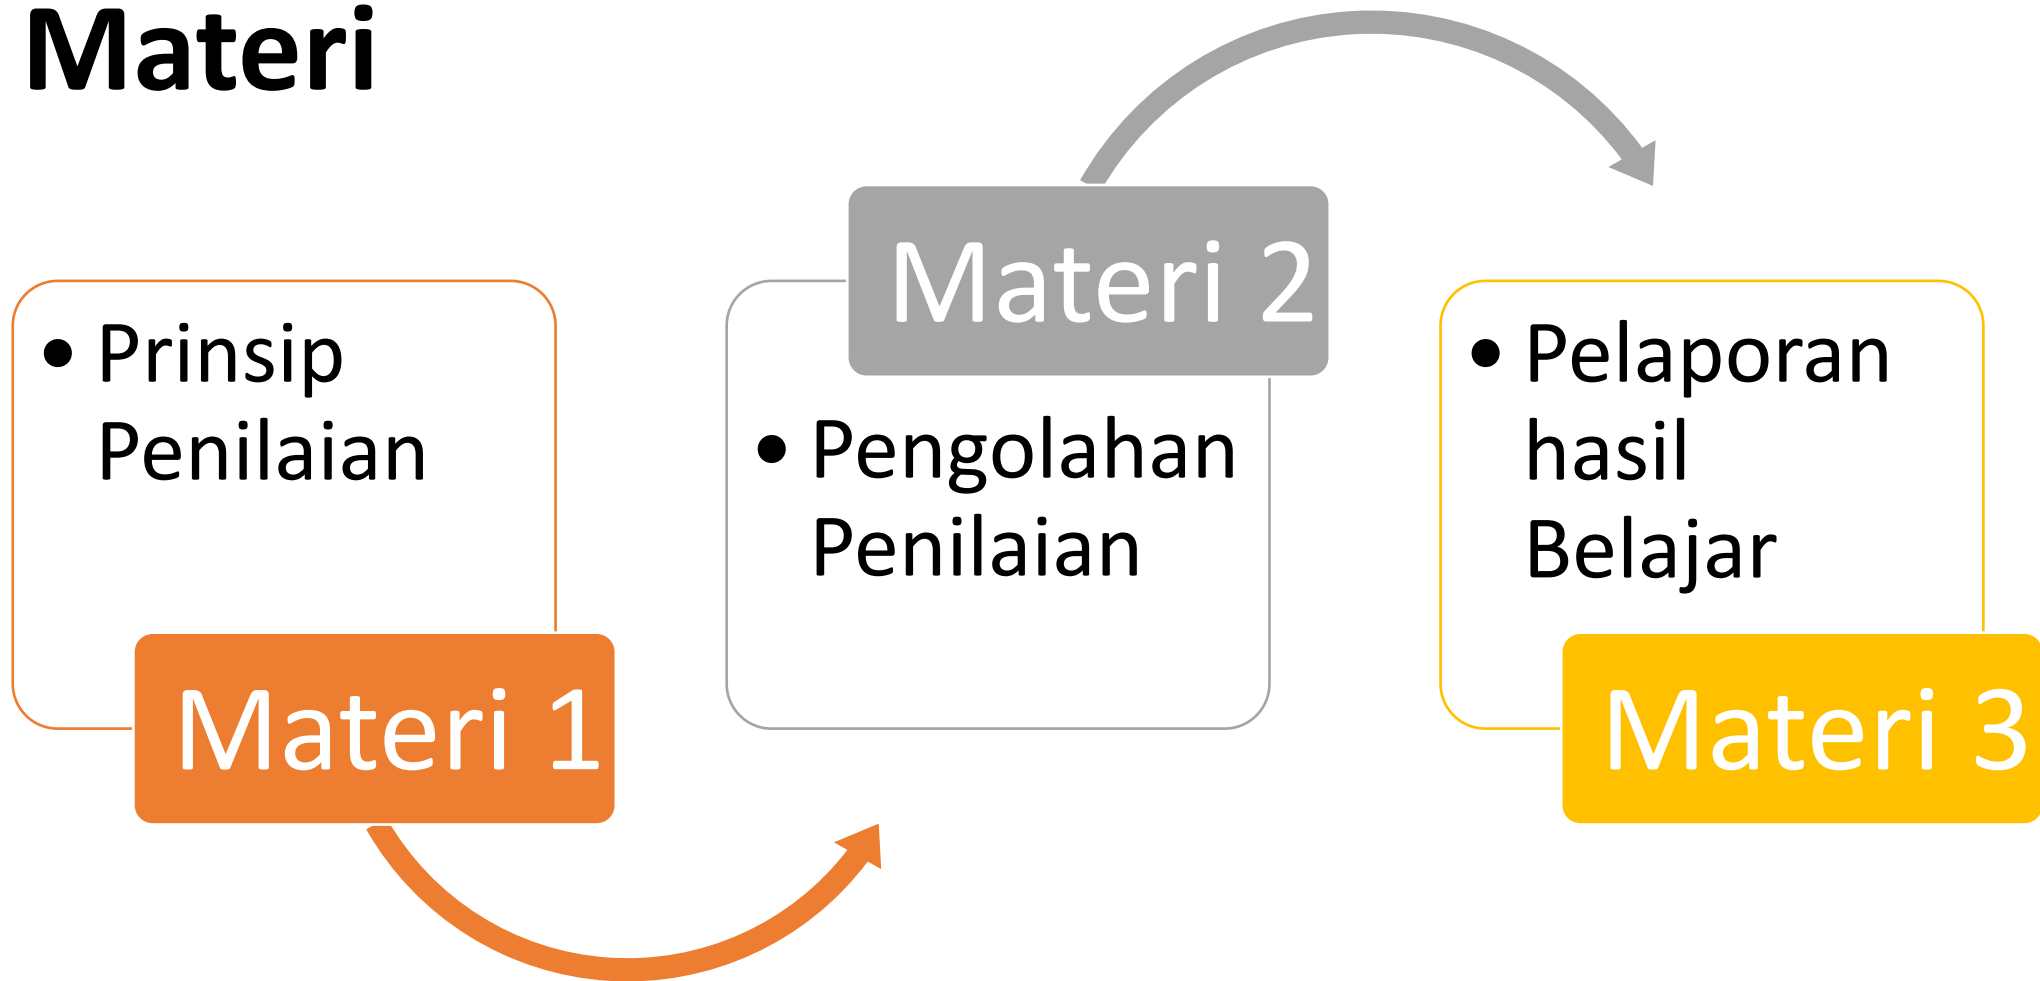 Materi
• Prinsip
Penilaian
Materi 1
Materi 2
• Pengolahan
Penilaian
• Pelaporan
hasil
Belajar
Materi 3